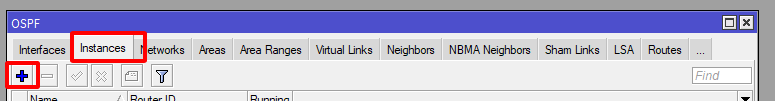 OSPF
Interfaces Instances Networks Areas Area Ranges Virtual Links Neighbors NBMA Neighbors Sham Links LSA Routes ...
Find
Name Router ID Running